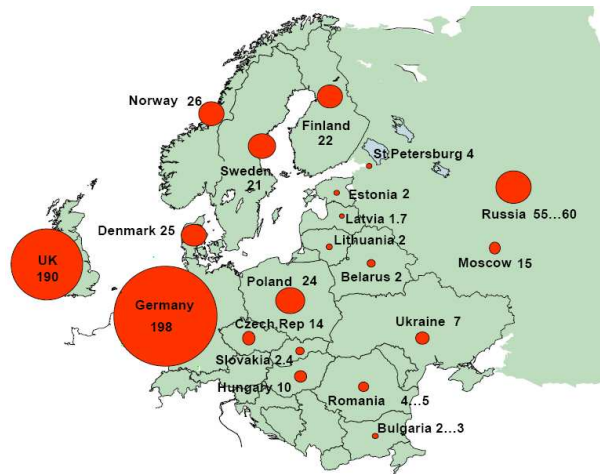 Norway 26
Finland
22
St.Petersburg 4
Sweden
21
Estonia 2
Russia 55...60
Latvia 1.7
Denmark 25
Lithuania 2
UK
190
Moscow 15
Belarus 2
Poland 24
Germany
198
Czech Rep 14
Ukraine 7
Slovakia 2.4
Hungary 10
Romania 4...5
Bulgaria 2...3